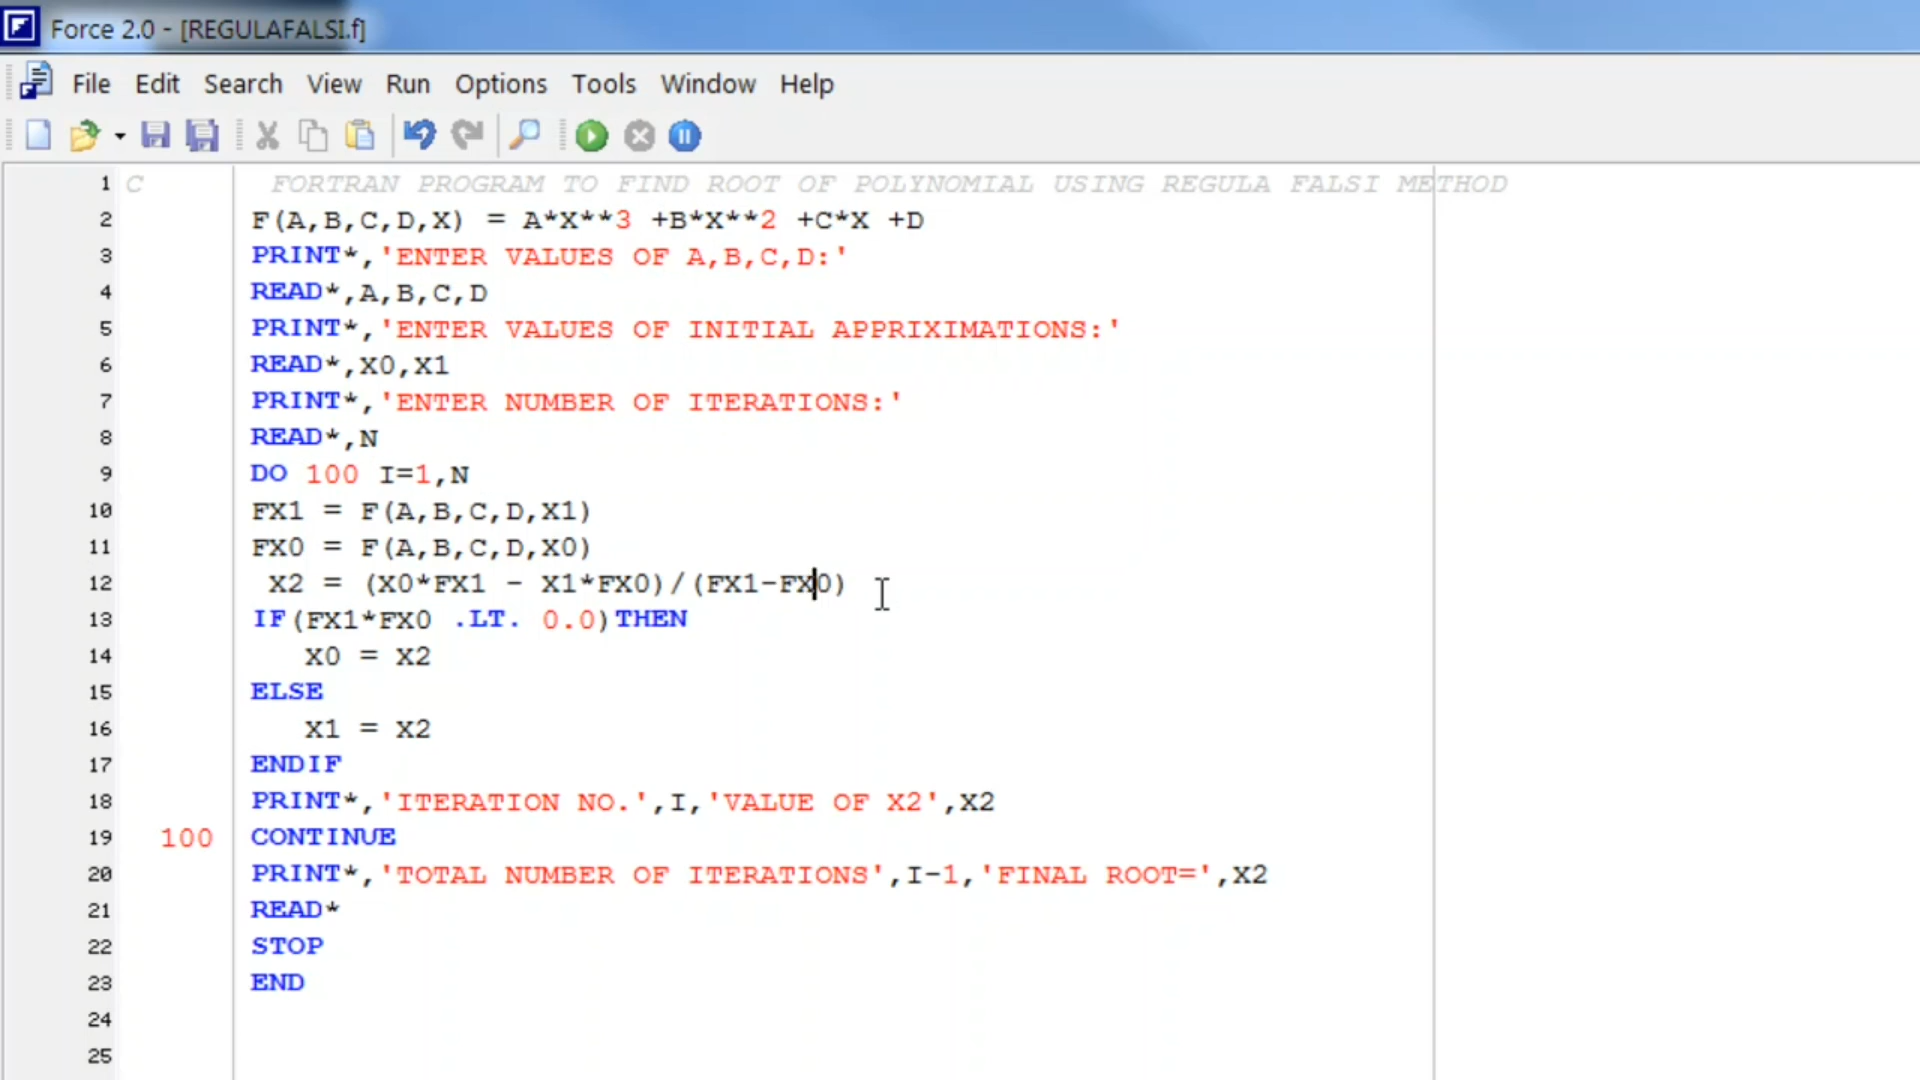 Force 2.0 - [REGULAFALSI.f]
File Edit Search View Run Options Tools Window Help
1 C FORTRAN PROGRAM TO FIND ROOT OF POLYNOMIAL USING REGULA FALSI METHOD
2 F(A,B,C,D,X) = A*X**3 +B*X**2 +C*X +D
3 PRINT*,'ENTER VALUES OF A,B,C,D:'
4 READ*,A,B,C,D
5 PRINT*,'ENTER VALUES OF INITIAL APPRIXIMATIONS:'
6 READ*,X0,X1
7 PRINT*,'ENTER NUMBER OF ITERATIONS:'
8 READ*,N
9 DO 100 I=1,N
10 FX1 = F(A,B,C,D,X1)
11 FX0 = F(A,B,C,D,X0)
12 X2 = (X0*FX1 - X1*FX0)/(FX1-FX0)
13 IF(FX1*FX0 .LT. 0.0)THEN
14 X0 = X2
15 ELSE
16 X1 = X2
17 ENDIF
18 PRINT*,'ITERATION NO.',I,'VALUE OF X2',X2
19 100 CONTINUE
20 PRINT*,'TOTAL NUMBER OF ITERATIONS',I-1,'FINAL ROOT=',X2
21 READ*
22 STOP
23 END
24
25